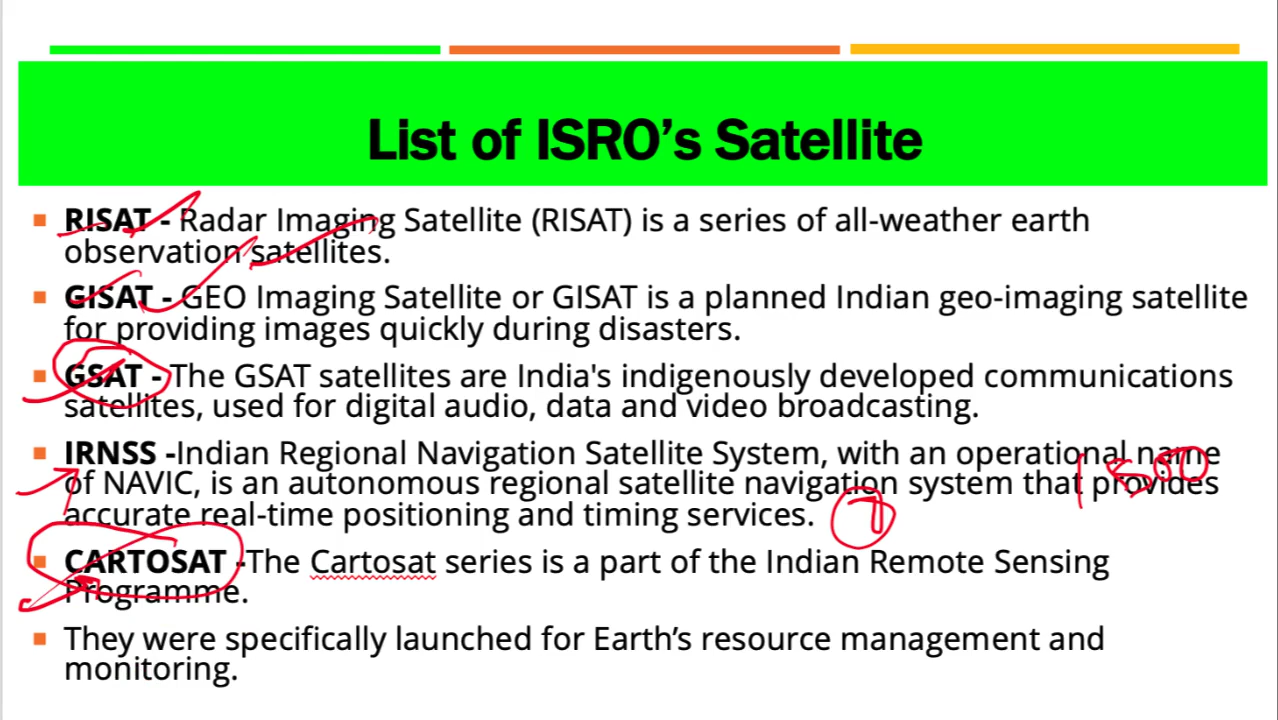 List of ISRO's Satellite
RISAT - Radar Imaging Satellite (RISAT) is a series of all-weather earth
observation satellites.
GISAT - GEO Imaging Satellite or GISAT is a planned Indian geo-imaging satellite
for providing images quickly during disasters.
GSAT - The GSAT satellites are India's indigenously developed communications
satellites, used for digital audio, data and video broadcasting.
IRNSS -Indian Regional Navigation Satellite System, with an operational name
of NAVIC, is an autonomous regional satellite navigation system that provides
1500
accurate real-time positioning and timing services.
7
CARTOSAT -The Cartosat series is a part of the Indian Remote Sensing
Programme.
They were specifically launched for Earth’s resource management and
monitoring.